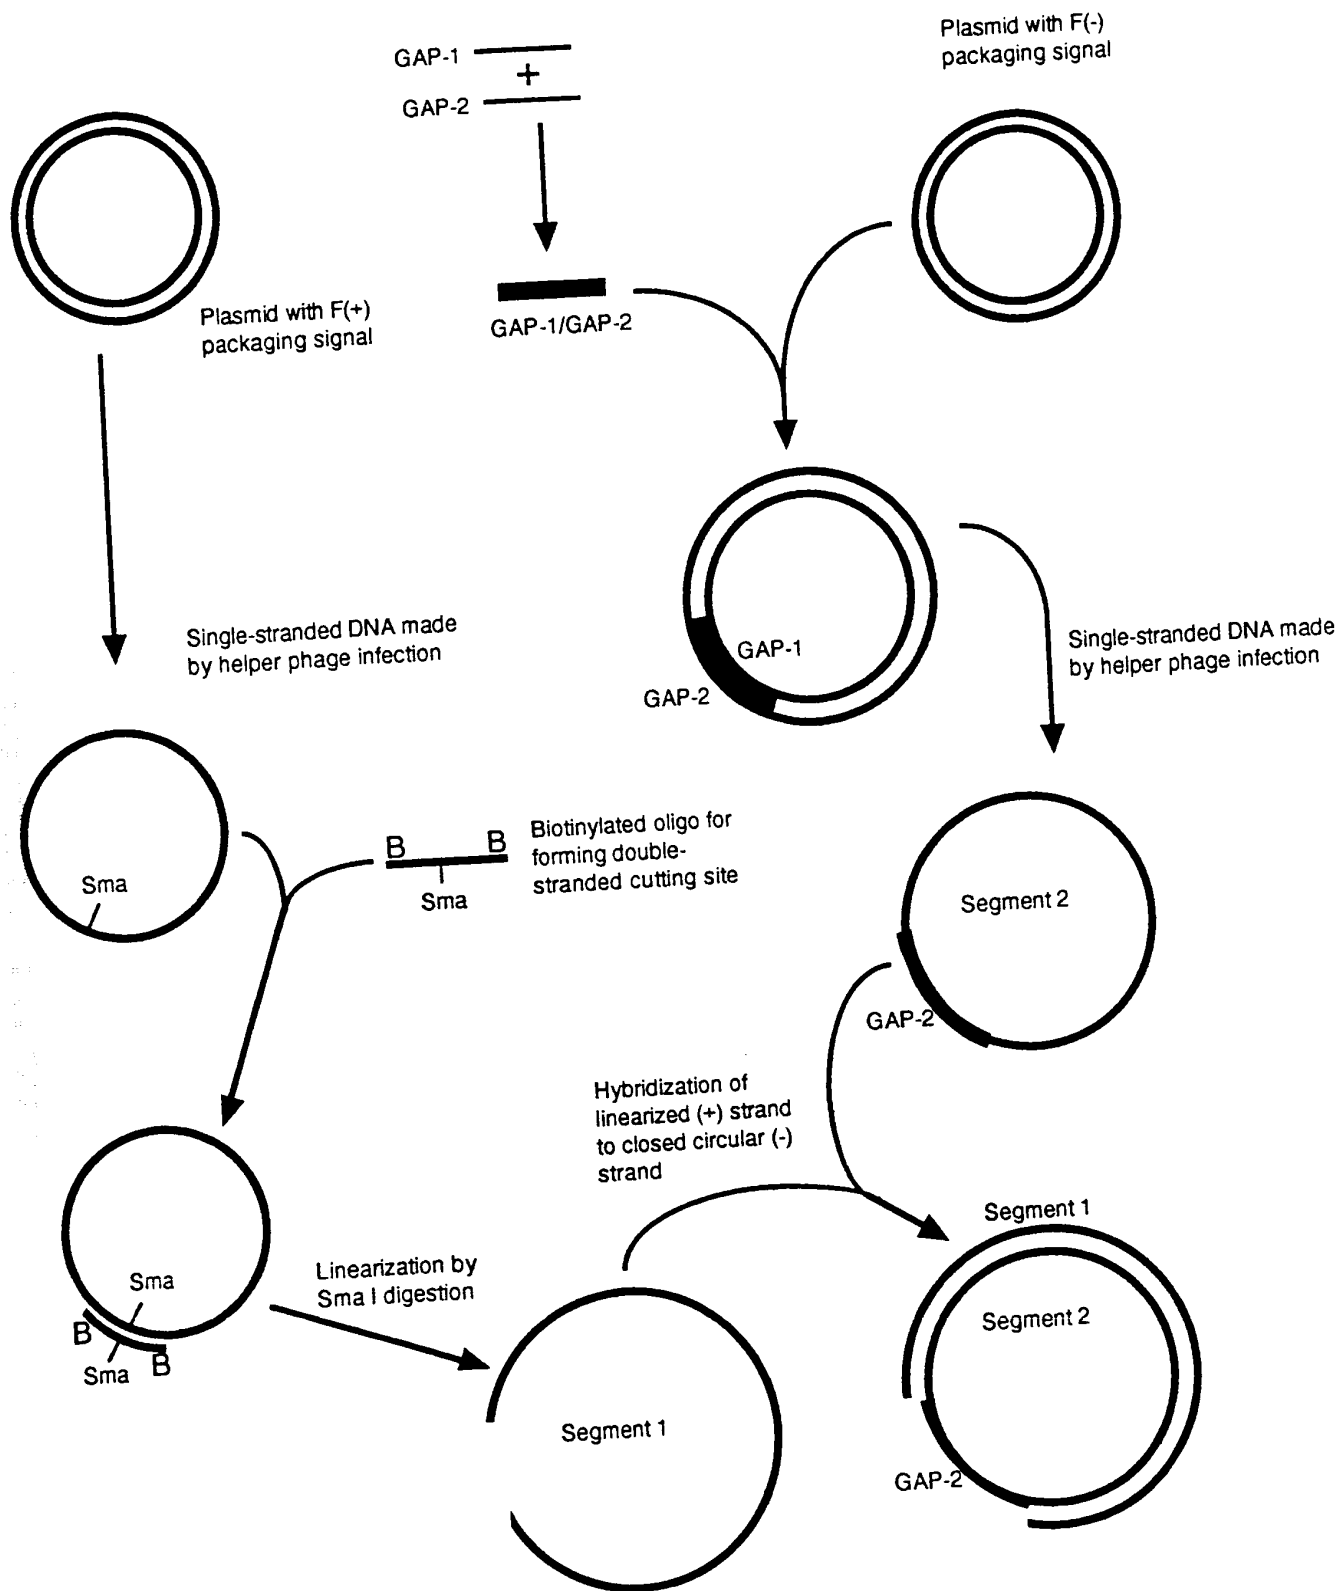 Plasmid with F(-)
packaging signal
GAP-1
+
GAP-2
Plasmid with F(+)
packaging signal
GAP-1/GAP-2
Single-stranded DNA made
by helper phage infection
GAP-1
GAP-2
Single-stranded DNA made
by helper phage infection
Sma
B
B
Sma
Biotinylated oligo for
forming double-
stranded cutting site
Segment 2
GAP-2
Hybridization of
linearized (+) strand
to closed circular (-)
strand
Sma
B
Sma
B
Linearization by
Sma I digestion
Segment 1
Segment 1
Segment 2
GAP-2